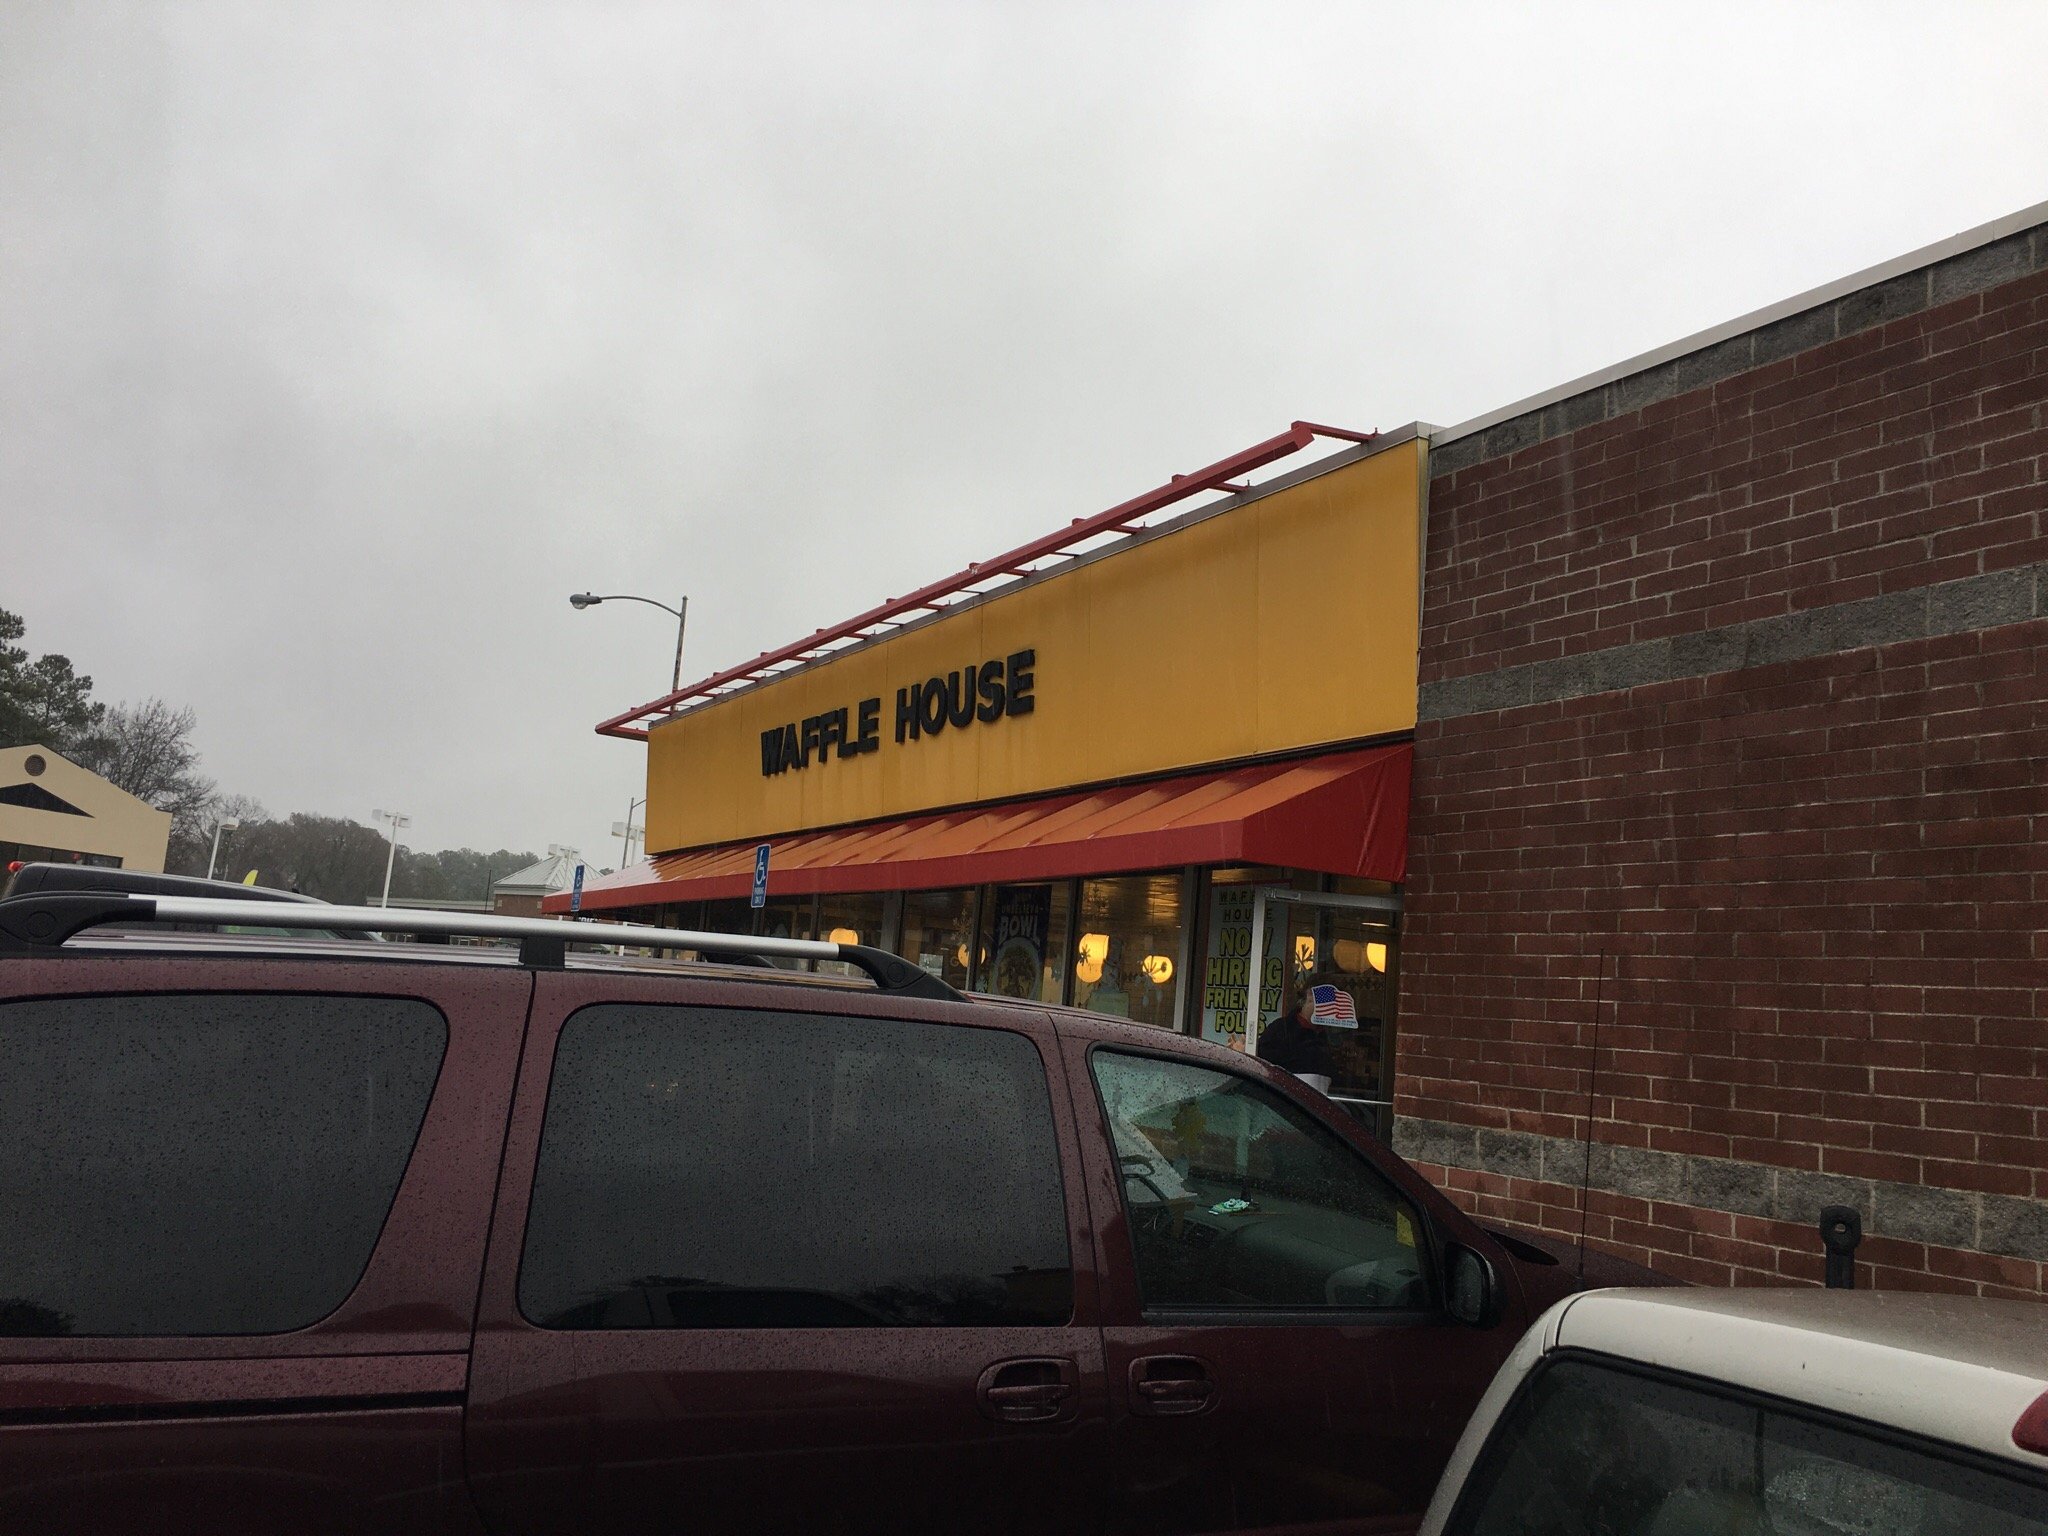 WAFFLE HOUSE
BOWL
WAFFLE
HOUSE
NOW
HIRING
FRIENDLY
FOLKS